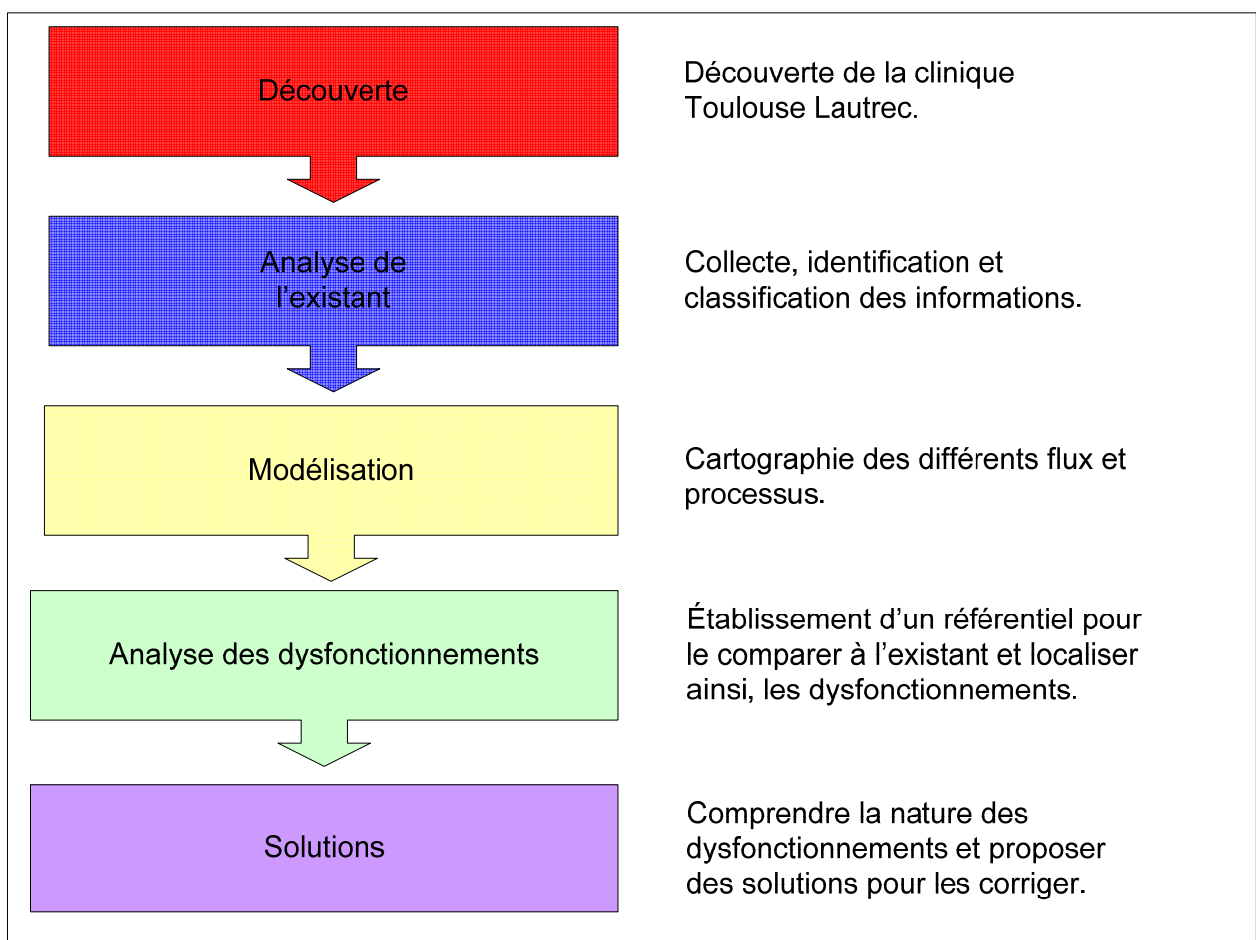 Découverte
Découverte de la clinique
Toulouse Lautrec.
Analyse de
l’existant
Collecte, identification et
classification des informations.
Modélisation
Cartographie des différents flux et
processus.
Analyse des dysfonctionnements
Établissement d’un référentiel pour
le comparer à l’existant et localiser
ainsi, les dysfonctionnements.
Solutions
Comprendre la nature des
dysfonctionnements et proposer
des solutions pour les corriger.